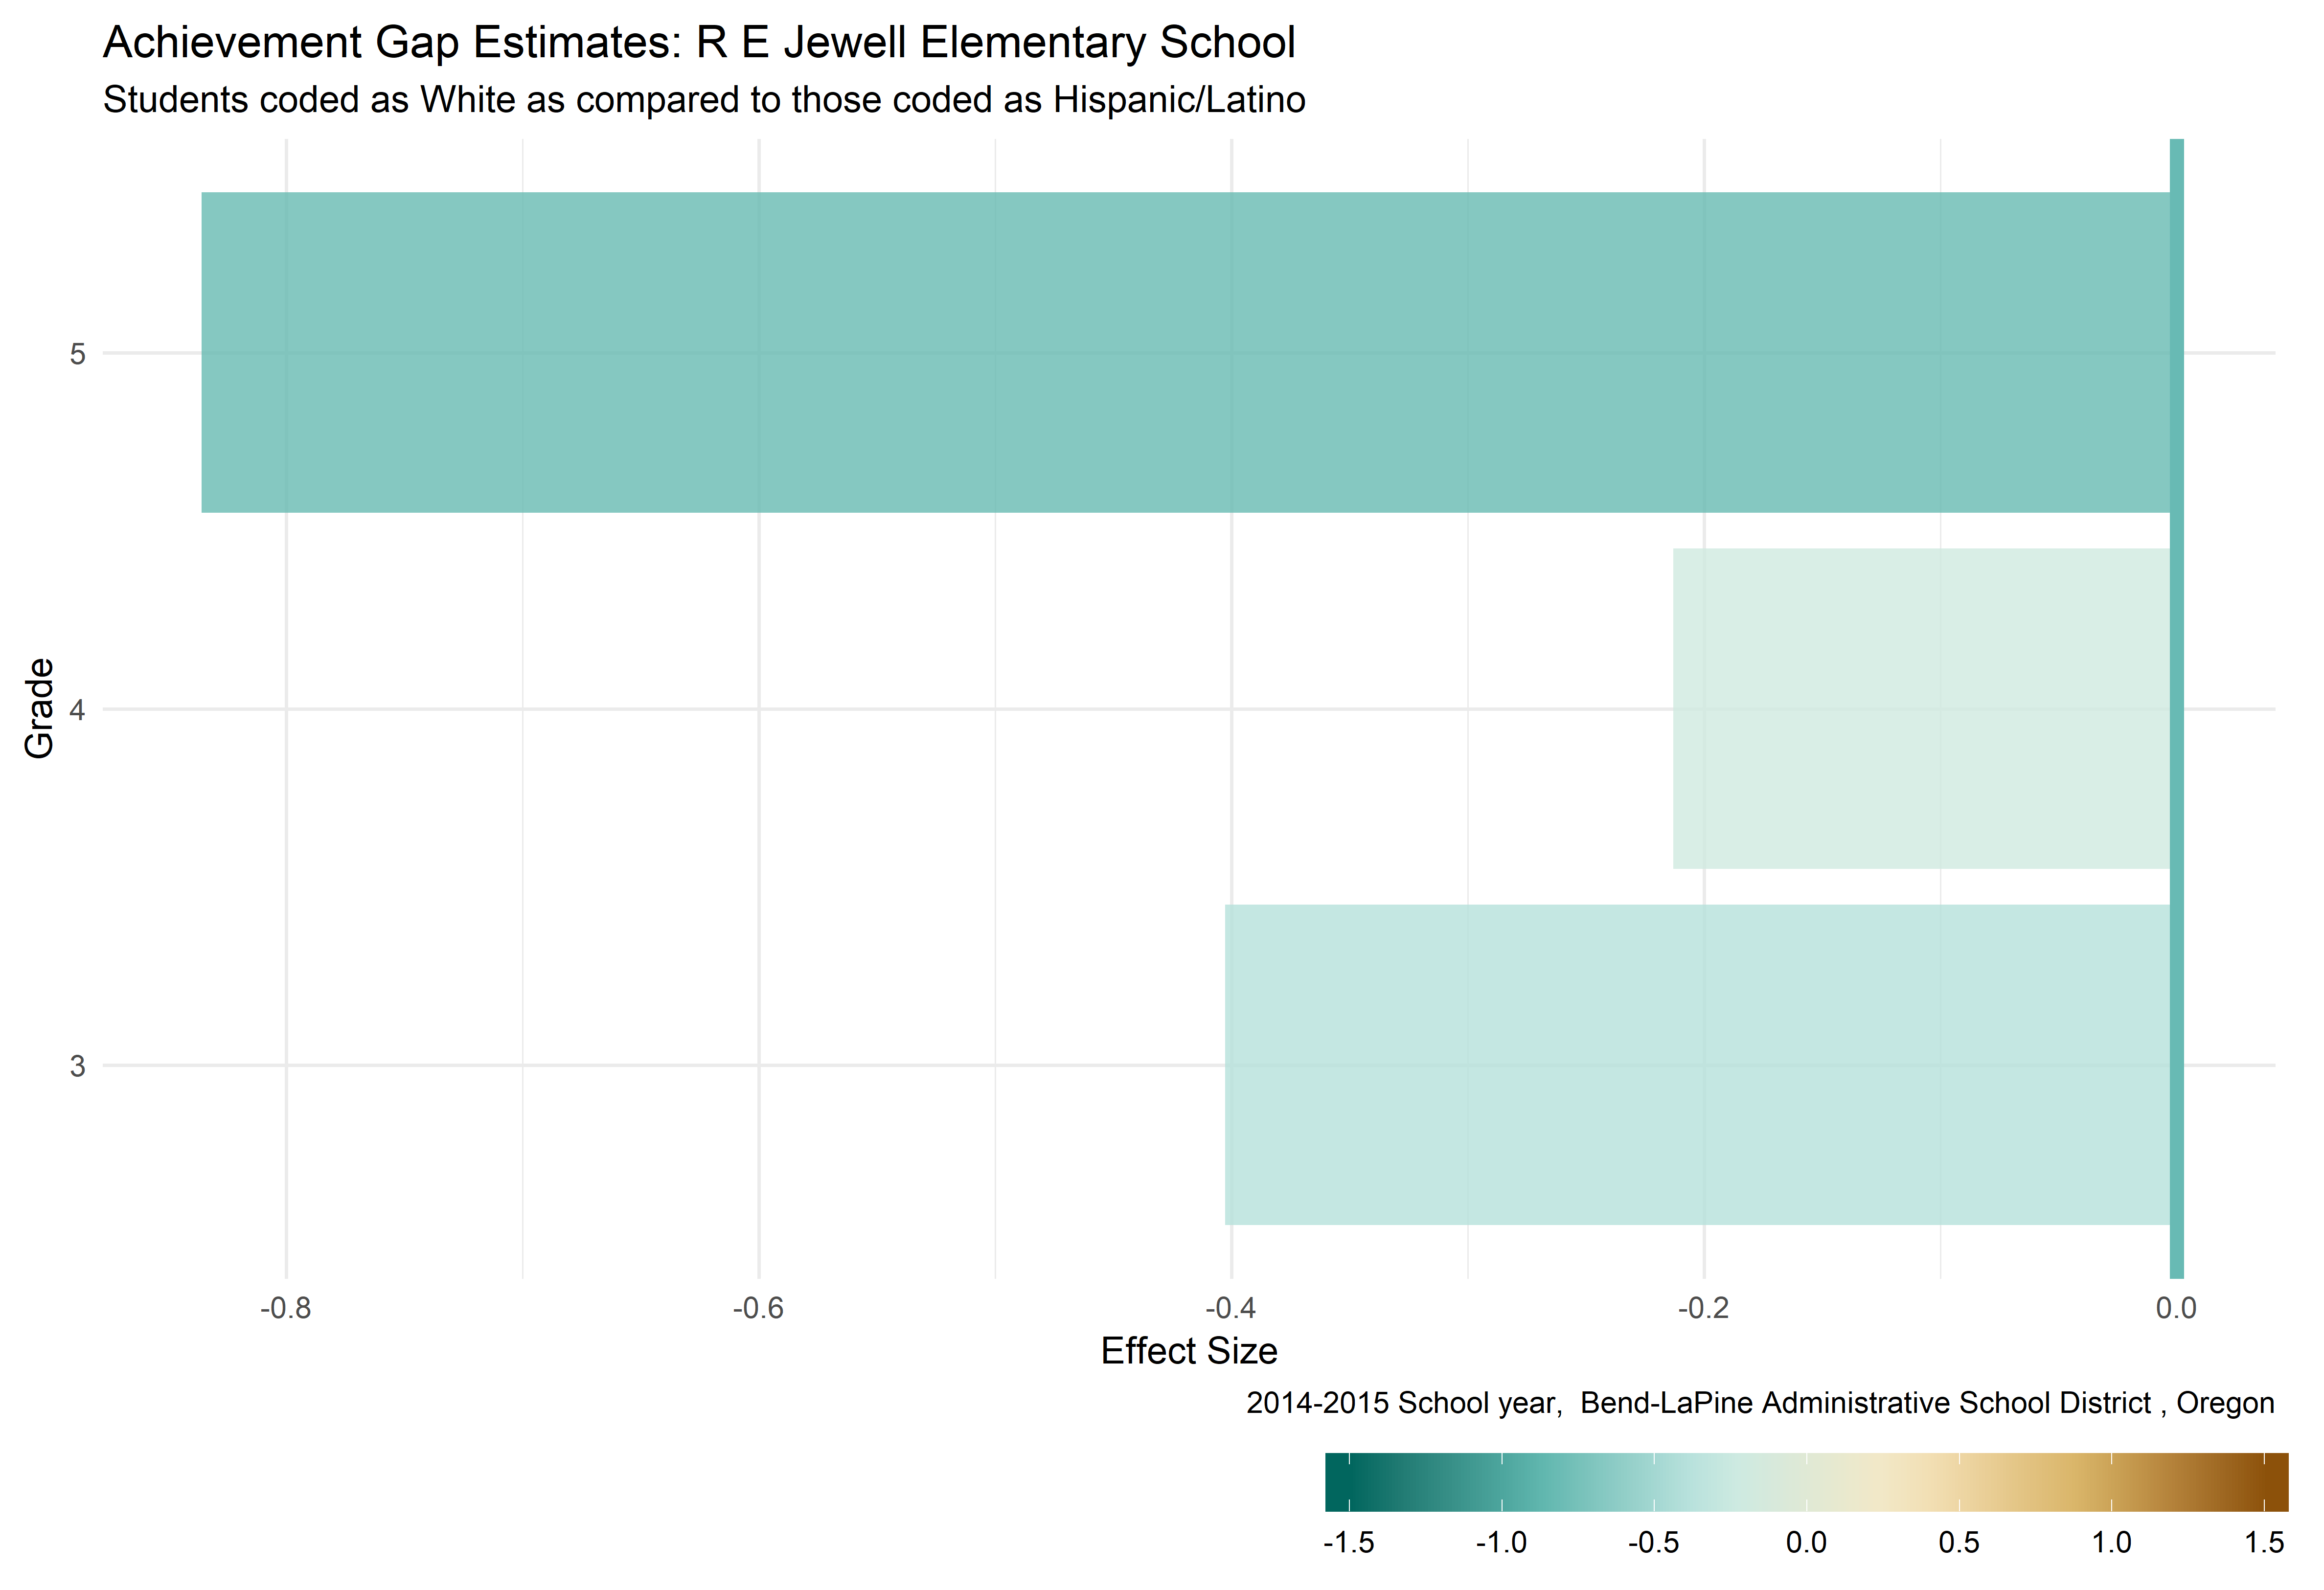 Achievement Gap Estimates: R E Jewell Elementary School
Students coded as White as compared to those coded as Hispanic/Latino
5
4
3
Grade
-0.8 -0.6 -0.4 -0.2 0.0
Effect Size
2014-2015 School year,  Bend-LaPine Administrative School District , Oregon
-1.5 -1.0 -0.5 0.0 0.5 1.0 1.5